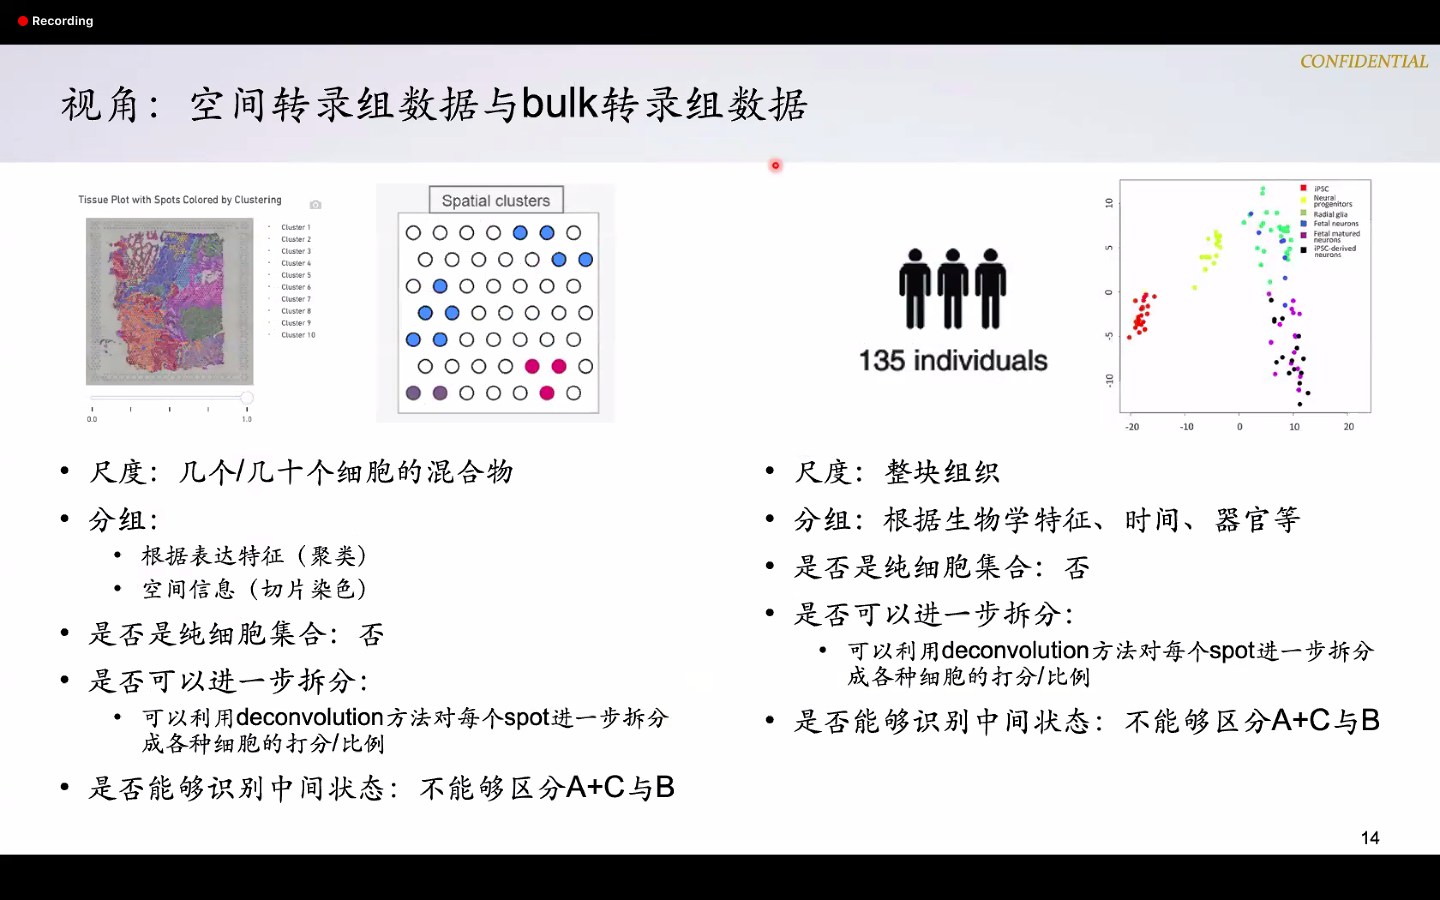 Recording
CONFIDENTIAL
视角：空间转录组数据与bulk转录组数据
Tissue Plot with Spots Colored by Clustering
Cluster 1
Cluster 2
Cluster 3
Cluster 4
Cluster 5
Cluster 6
Cluster 7
Cluster 8
Cluster 9
Cluster 10
0.0
1.0
Spatial clusters
• 尺度：几个/几十个细胞的混合物
• 分组：
• 根据表达特征（聚类）
• 空间信息（切片染色）
• 是否是纯细胞集合：否
• 是否可以进一步拆分：
• 可以利用deconvolution方法对每个spot进一步拆分
成各种细胞的打分/比例
• 是否能够识别中间状态：不能够区分A+C与B
135 individuals
iPSC
Neural
progenitors
Radial glia
Fetal neurons
Fetal matured
neurons
iPSC-derived
neurons
10
5
0
-5
-10
-20
-10
0
10
20
• 尺度：整块组织
• 分组：根据生物学特征、时间、器官等
• 是否是纯细胞集合：否
• 是否可以进一步拆分：
• 可以利用deconvolution方法对每个spot进一步拆分
成各种细胞的打分/比例
• 是否能够识别中间状态：不能够区分A+C与B
14